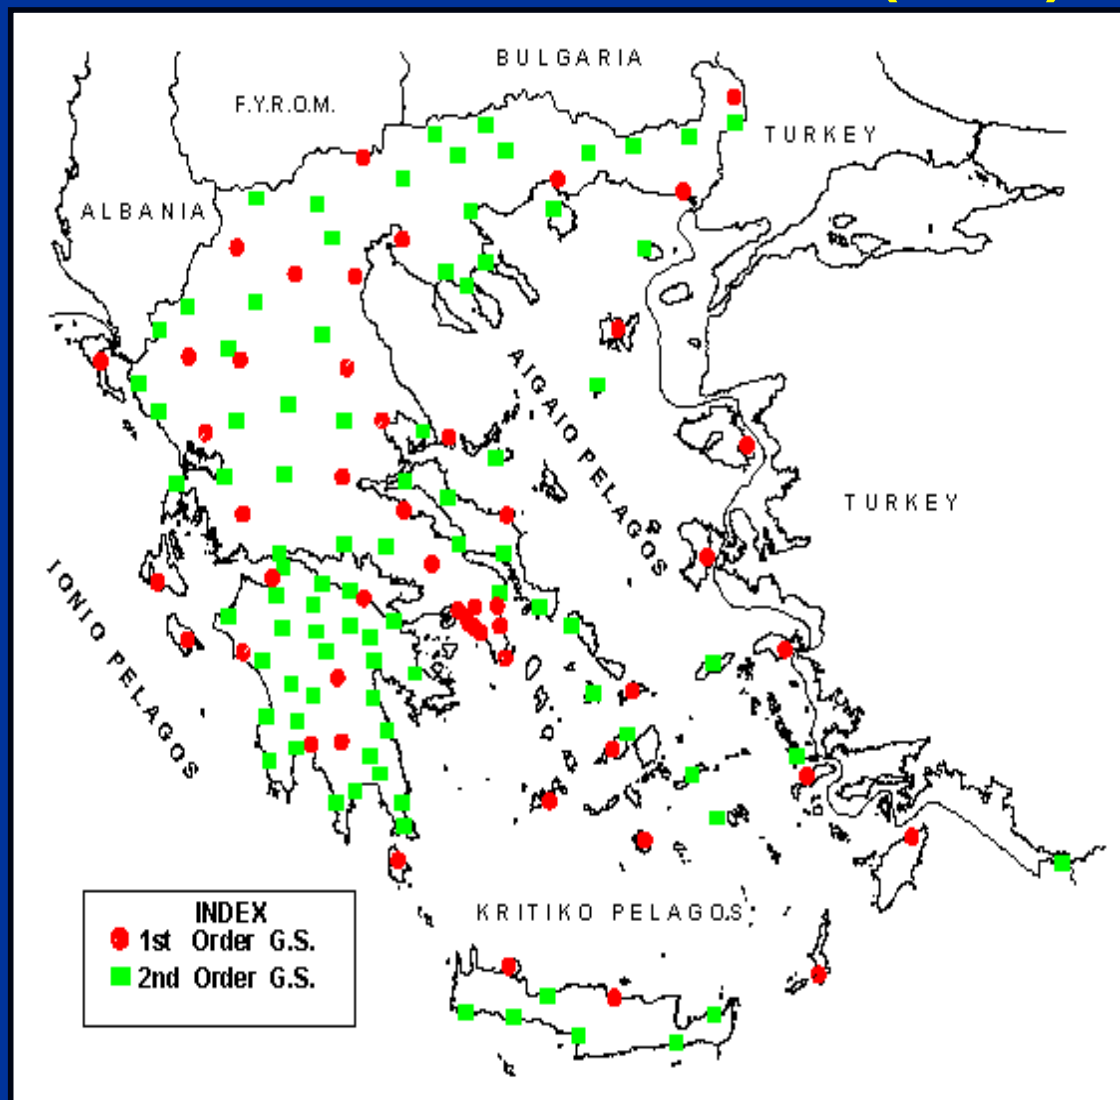 BULGARIA
F.Y.R.O.M.
TURKEY
ALBANIA
AIGAIO PELAGOS
TURKEY
IONIO PELAGOS
KRITIKO PELAGOS
INDEX
1st Order G.S.
2nd Order G.S.